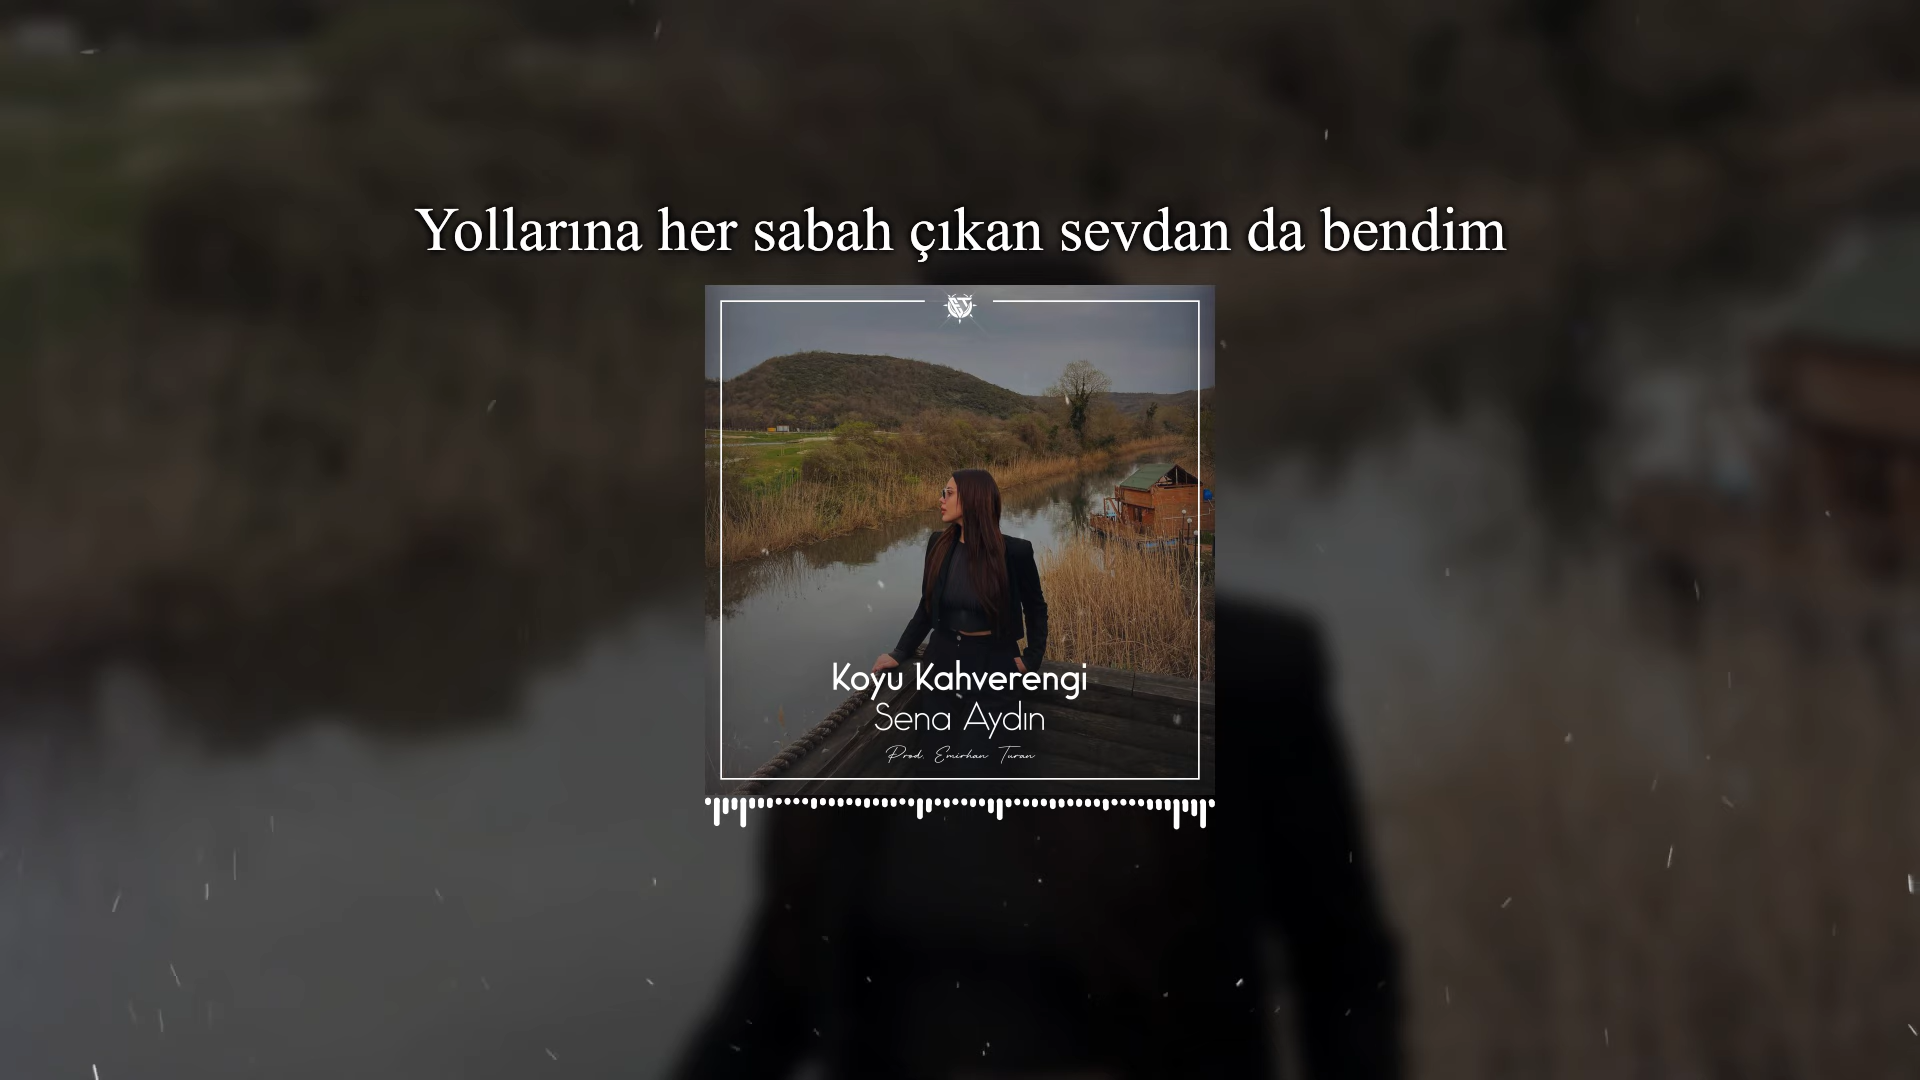 Yollarına her sabah çıkan sevdan da bendim
Koyu Kahverengi
Sena Aydın
Prod. Emirhan Turan